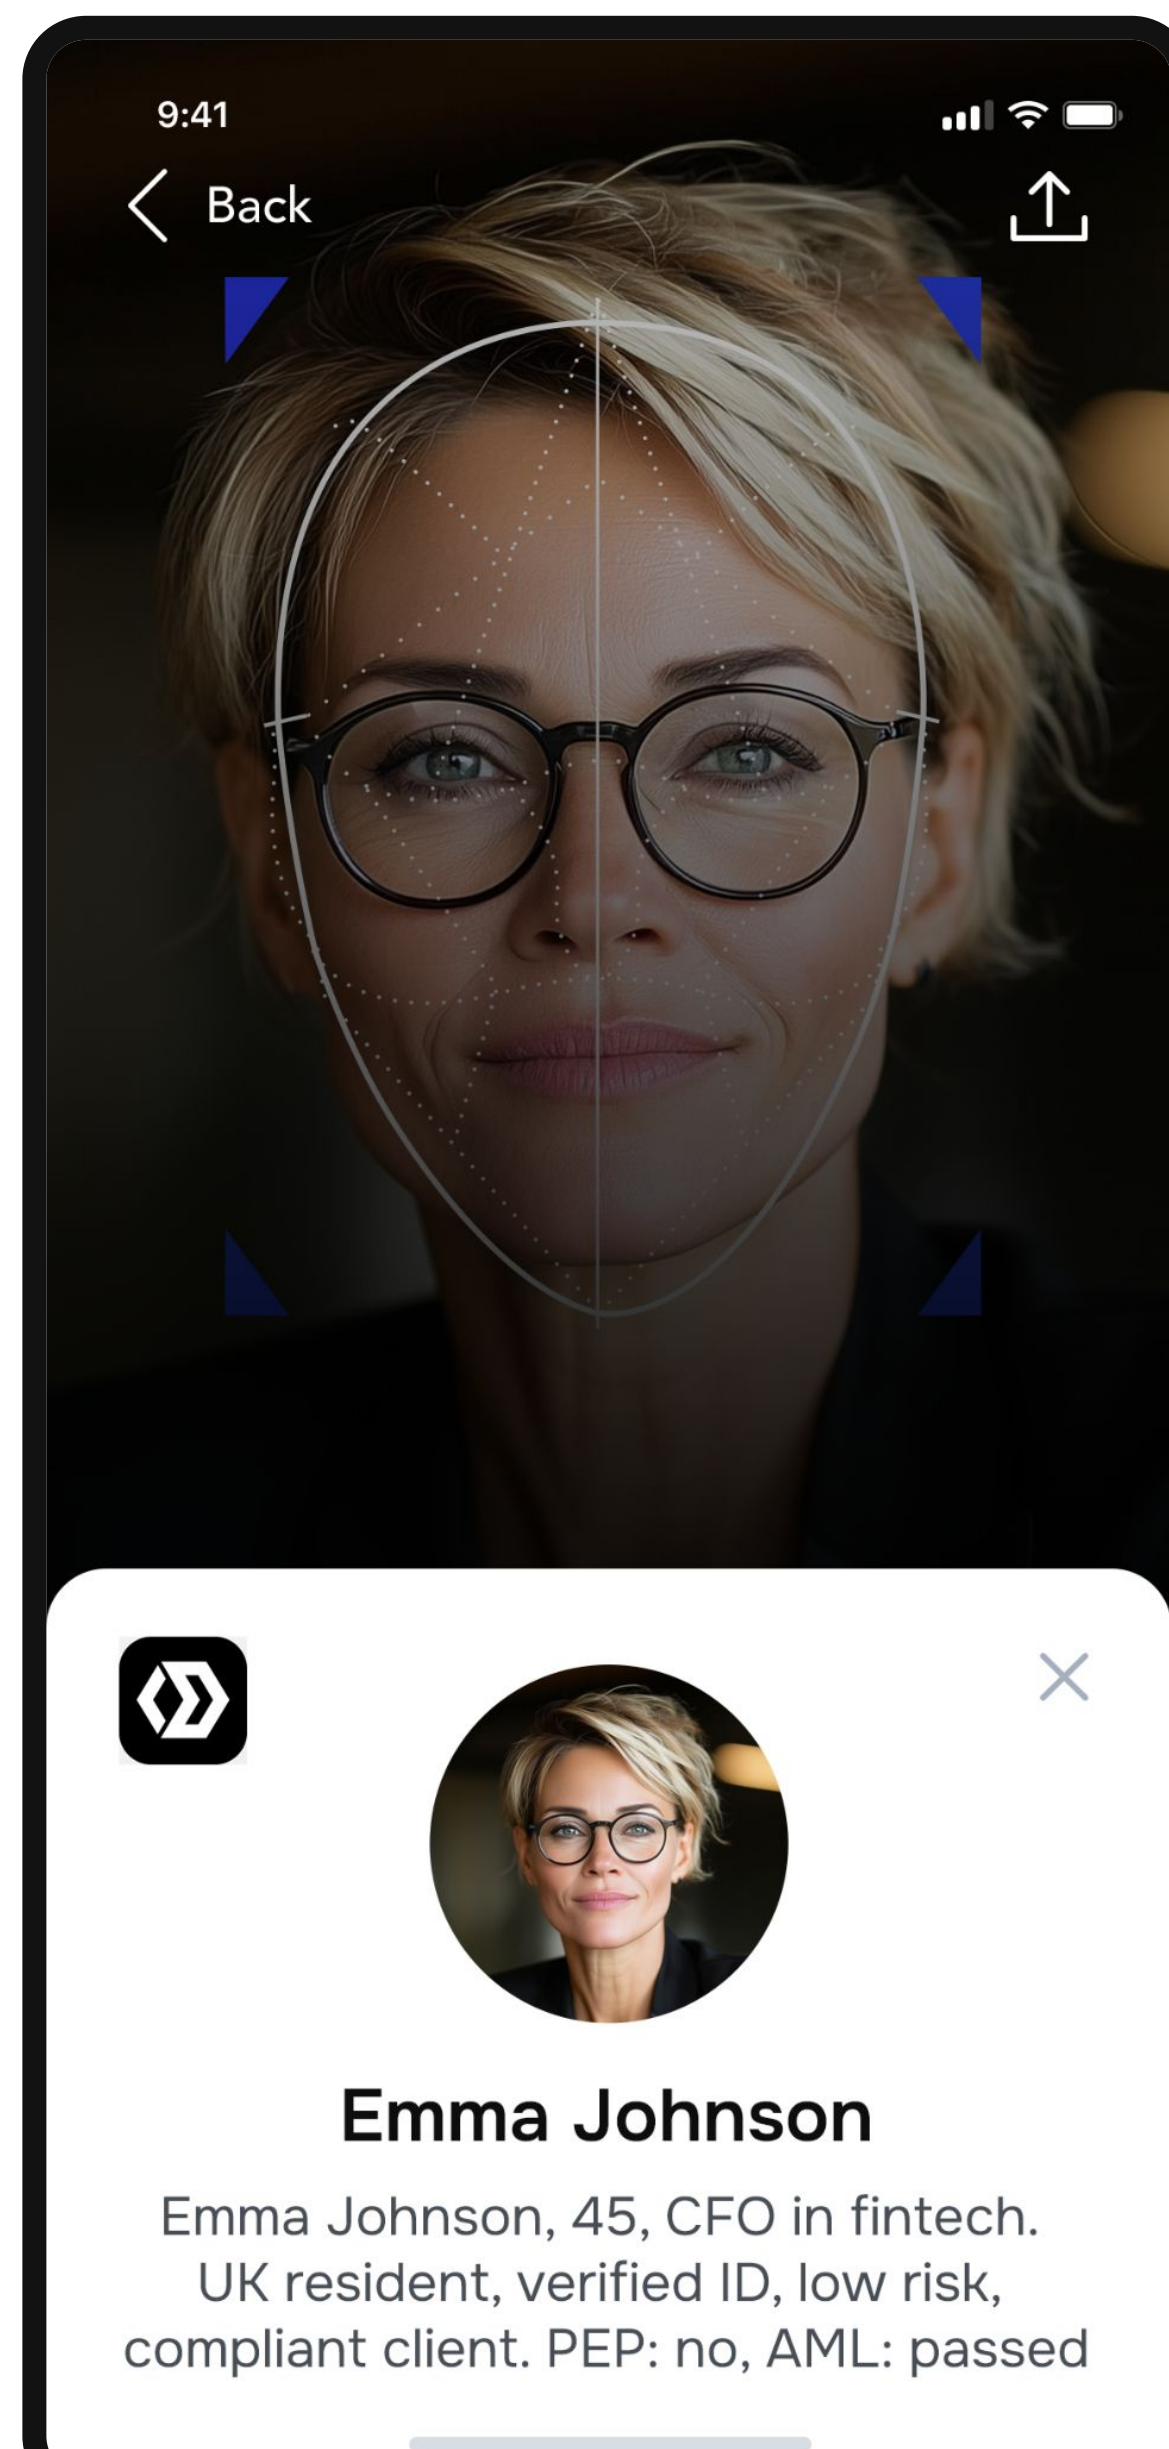 9:41
Back
Emma Johnson
Emma Johnson, 45, CFO in fintech.
UK resident, verified ID, low risk,
compliant client. PEP: no, AML: passed